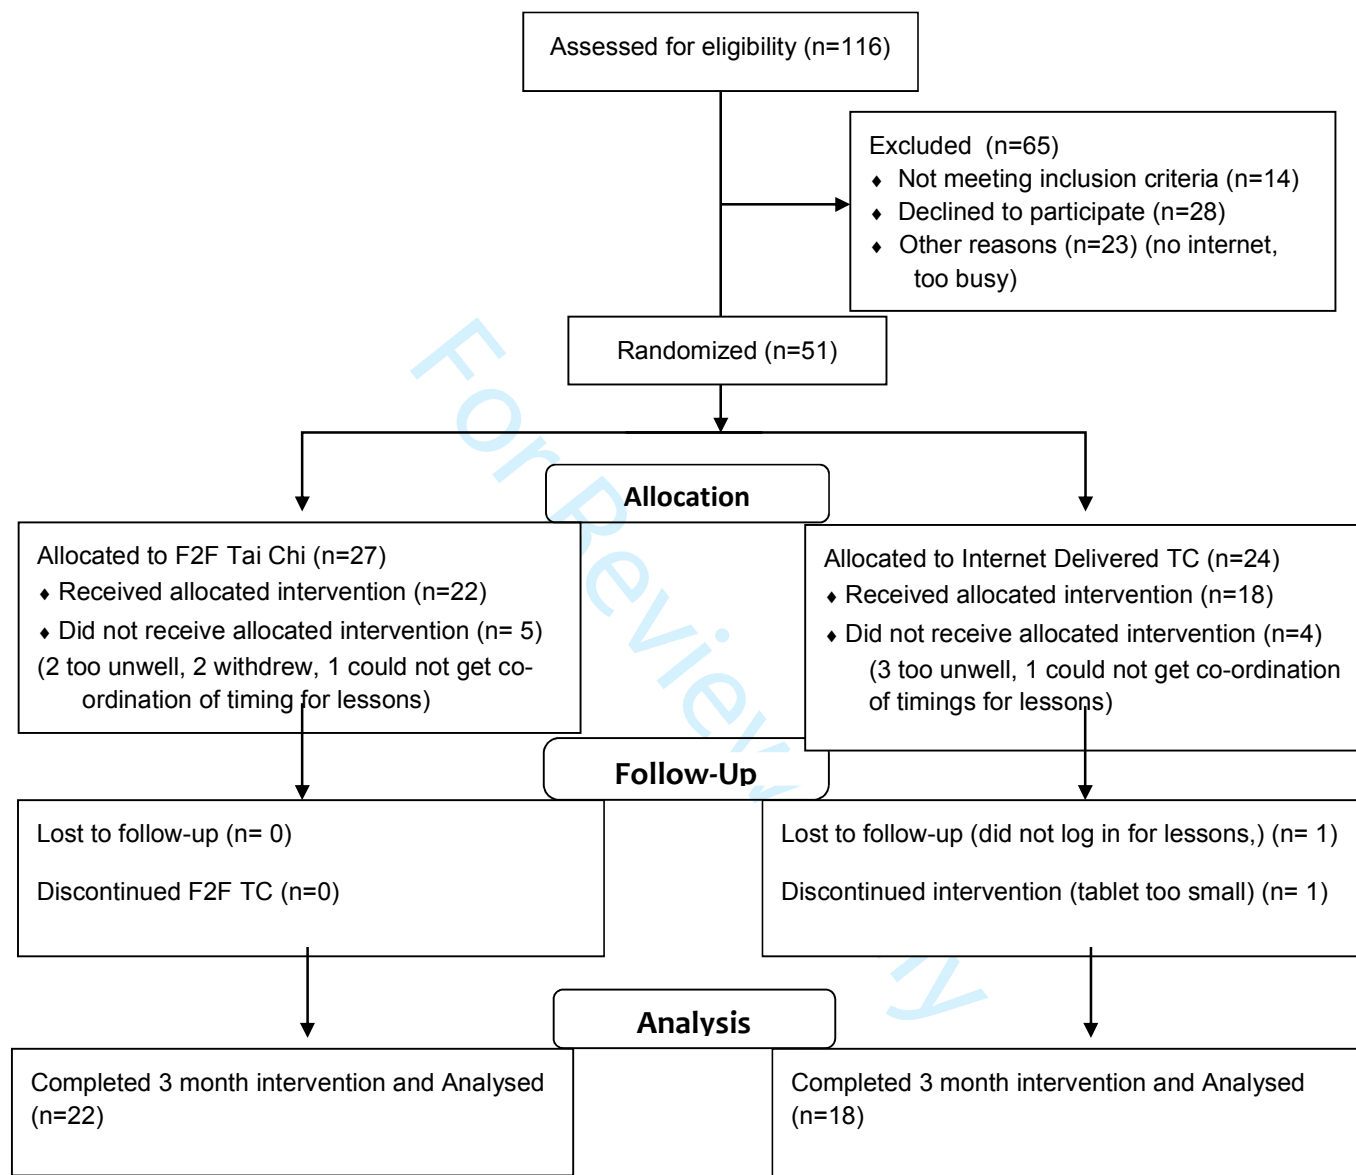 Assessed for eligibility (n=116)
Excluded (n=65)
♦ Not meeting inclusion criteria (n=14)
♦ Declined to participate (n=28)
♦ Other reasons (n=23) (no internet,
too busy)
Randomized (n=51)
Allocation
Allocated to F2F Tai Chi (n=27)
♦ Received allocated intervention (n=22)
♦ Did not receive allocated intervention (n= 5)
(2 too unwell, 2 withdrew, 1 could not get co-
ordination of timing for lessons)
Allocated to Internet Delivered TC (n=24)
♦ Received allocated intervention (n=18)
♦ Did not receive allocated intervention (n=4)
(3 too unwell, 1 could not get co-ordination
of timings for lessons)
Follow-Up
Lost to follow-up (n= 0)
Discontinued F2F TC (n=0)
Lost to follow-up (did not log in for lessons,) (n= 1)
Discontinued intervention (tablet too small) (n= 1)
Analysis
Completed 3 month intervention and Analysed
(n=22)
Completed 3 month intervention and Analysed
(n=18)
For Review